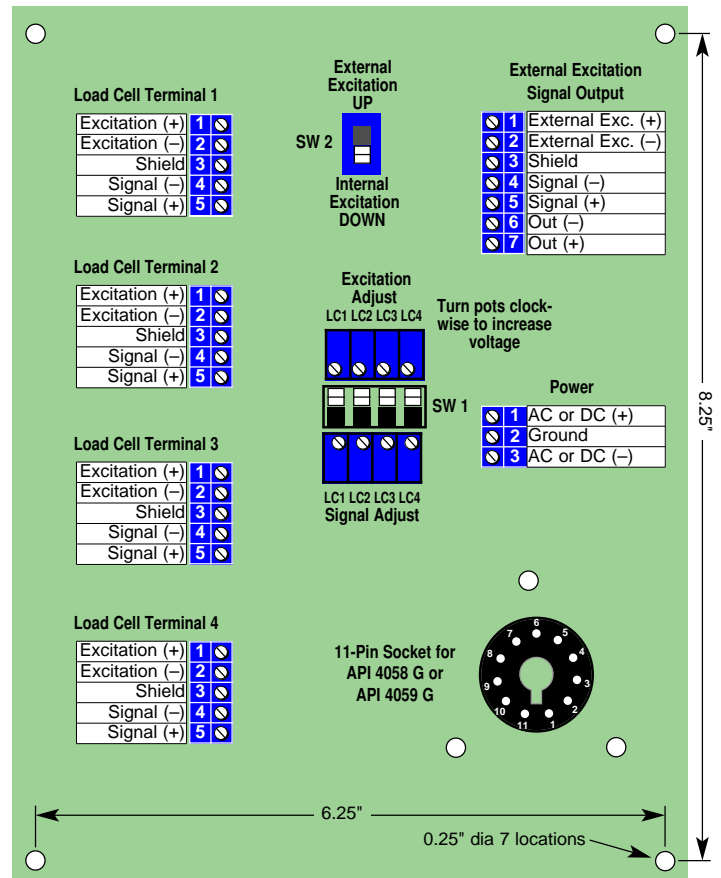 External
Excitation
UP
External Excitation
Signal Output
Load Cell Terminal 1
Excitation (+) 1
Excitation (–) 2
Shield 3
Signal (–) 4
Signal (+) 5
SW 2
Internal
Excitation
DOWN
1 External Exc. (+)
2 External Exc. (–)
3 Shield
4 Signal (–)
5 Signal (+)
6 Out (–)
7 Out (+)
Load Cell Terminal 2
Excitation (+) 1
Excitation (–) 2
Shield 3
Signal (–) 4
Signal (+) 5
Excitation
Adjust
LC1 LC2 LC3 LC4
Turn pots clock-
wise to increase
voltage
SW 1
LC1 LC2 LC3 LC4
Signal Adjust
Power
1 AC or DC (+)
2 Ground
3 AC or DC (–)
8.25"
Load Cell Terminal 3
Excitation (+) 1
Excitation (–) 2
Shield 3
Signal (–) 4
Signal (+) 5
Load Cell Terminal 4
Excitation (+) 1
Excitation (–) 2
Shield 3
Signal (–) 4
Signal (+) 5
11-Pin Socket for
API 4058 G or
API 4059 G
6
7 5
8 4
9 3
10 2
11 1
6.25"
0.25" dia 7 locations